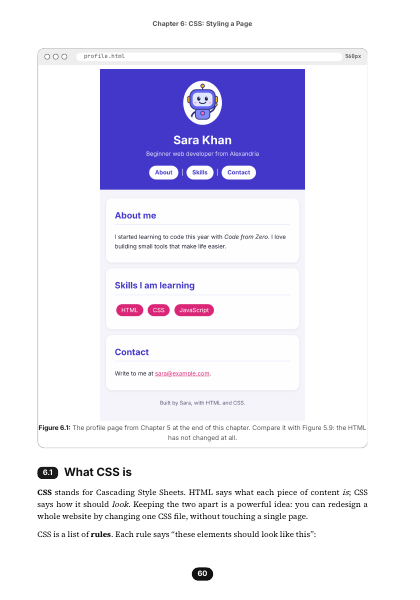 Chapter 6: CSS: Styling a Page
profile.html
560px
Sara Khan
Beginner web developer from Alexandria
About | Skills | Contact
About me
I started learning to code this year with Code from Zero. I love
building small tools that make life easier.
Skills I am learning
HTML CSS JavaScript
Contact
Write to me at sara@example.com.
Built by Sara, with HTML and CSS.
Figure 6.1: The profile page from Chapter 5 at the end of this chapter. Compare it with Figure 5.9: the HTML
has not changed at all.
6.1 What CSS is
CSS stands for Cascading Style Sheets. HTML says what each piece of content is; CSS
says how it should look. Keeping the two apart is a powerful idea: you can redesign a
whole website by changing one CSS file, without touching a single page.
CSS is a list of rules. Each rule says “these elements should look like this”:
60